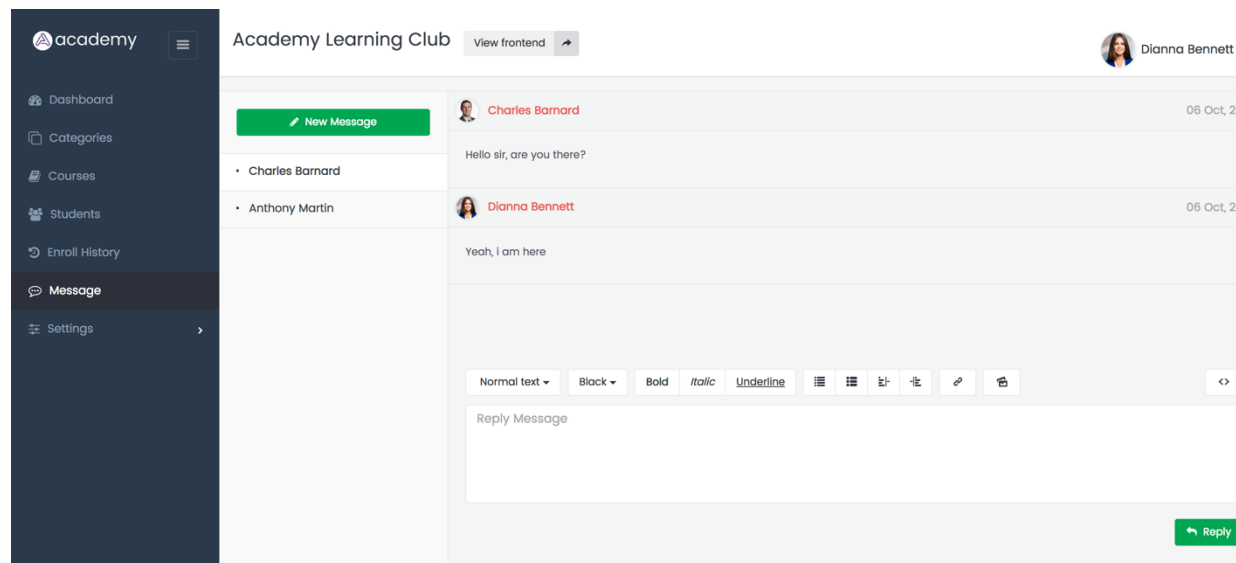 academy
Academy Learning Club
View frontend
Dianna Bennett
Dashboard
Categories
Courses
Students
Enroll History
Message
Settings
New Message
Charles Barnard
Anthony Martin
Charles Barnard
06 Oct, 2
Hello sir, are you there?
Dianna Bennett
06 Oct, 2
Yeah, i am here
Normal text
Black
Bold
Italic
Underline
Reply Message
Reply